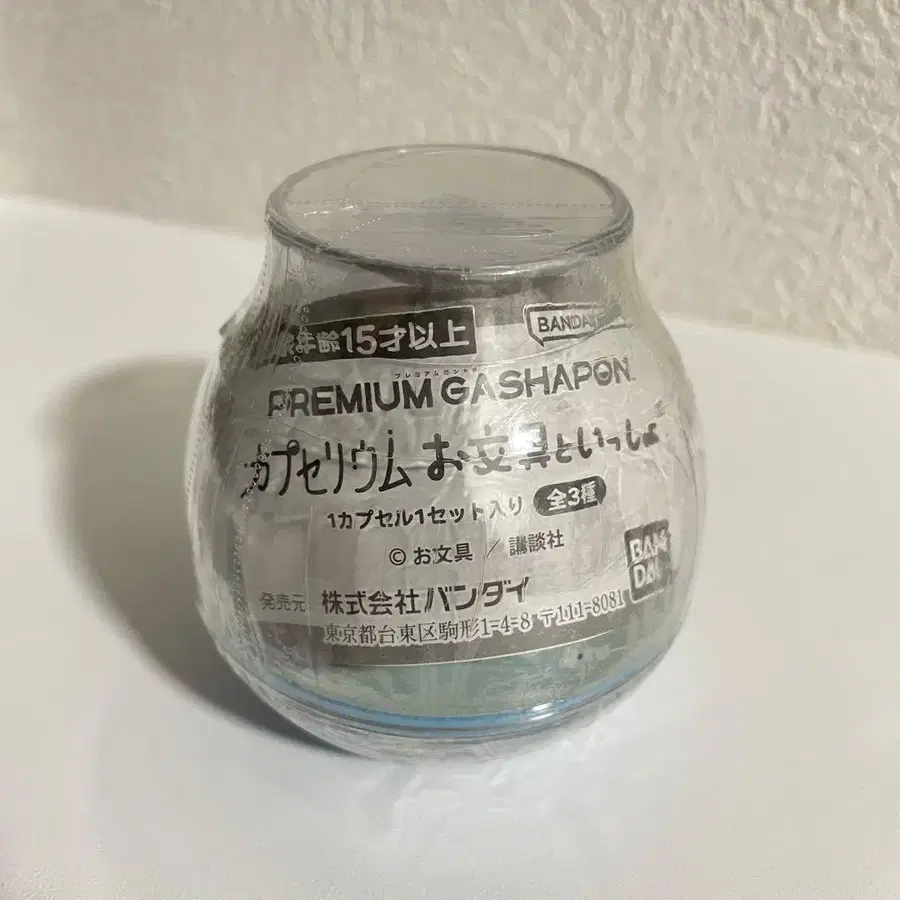 対象年齢15才以上
BANDAI
プレミアムガシャポン
PREMIUM GASHAPON
カプセリウム お文具といっしょ
1カプセル1セット入り 全3種
© お文具 / 講談社
BAN
DAI
発売元 株式会社バンダイ
東京都台東区駒形1-4-8 〒111-8081